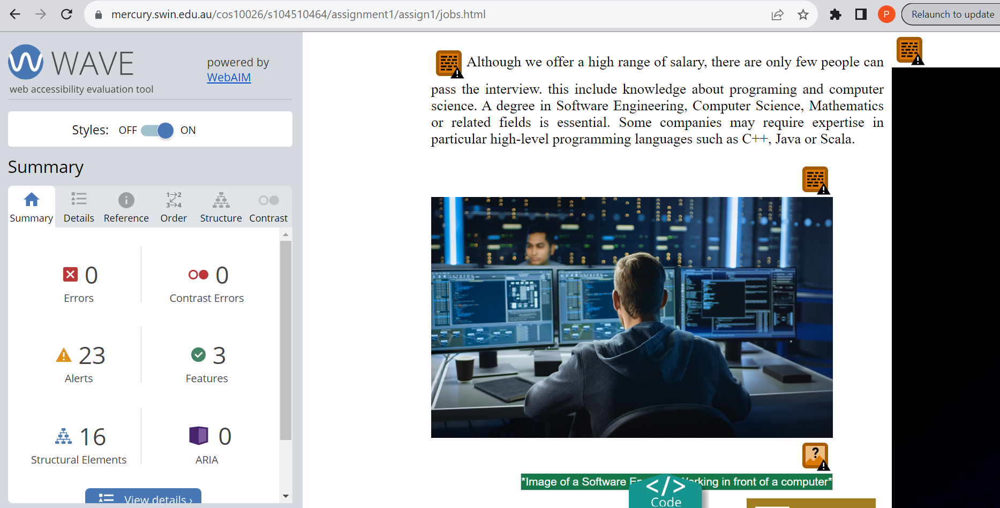 mercury.swin.edu.au/cos10026/s104510464/assignment1/assign1/jobs.html
P
Relaunch to update
WAVE
web accessibility evaluation tool
powered by
WebAIM
Styles: OFF ON
Summary
Summary Details Reference Order Structure Contrast
0
Errors
0
Contrast Errors
23
Alerts
3
Features
16
Structural Elements
0
ARIA
View details ›
Although we offer a high range of salary, there are only few people can
pass the interview. this include knowledge about programing and computer
science. A degree in Software Engineering, Computer Science, Mathematics
or related fields is essential. Some companies may require expertise in
particular high-level programming languages such as C++, Java or Scala.
*Image of a Software king in front of a computer*
</> Code